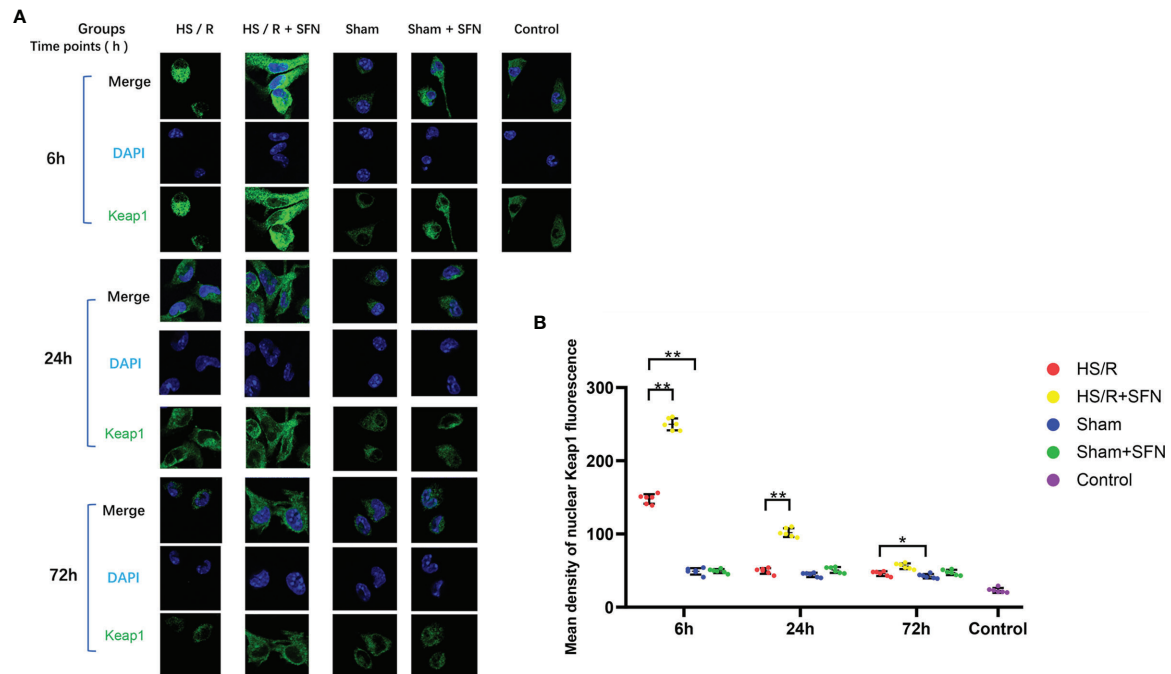 A
Groups HS / R HS / R + SFN Sham Sham + SFN Control
Time points ( h )
Merge
6h
DAPI
Keap1
Merge
24h
DAPI
Keap1
Merge
72h
DAPI
Keap1
B
Mean density of nuclear Keap1 fluorescence
300
200
100
0
**
**
**
*
6h 24h 72h Control
HS/R
HS/R+SFN
Sham
Sham+SFN
Control